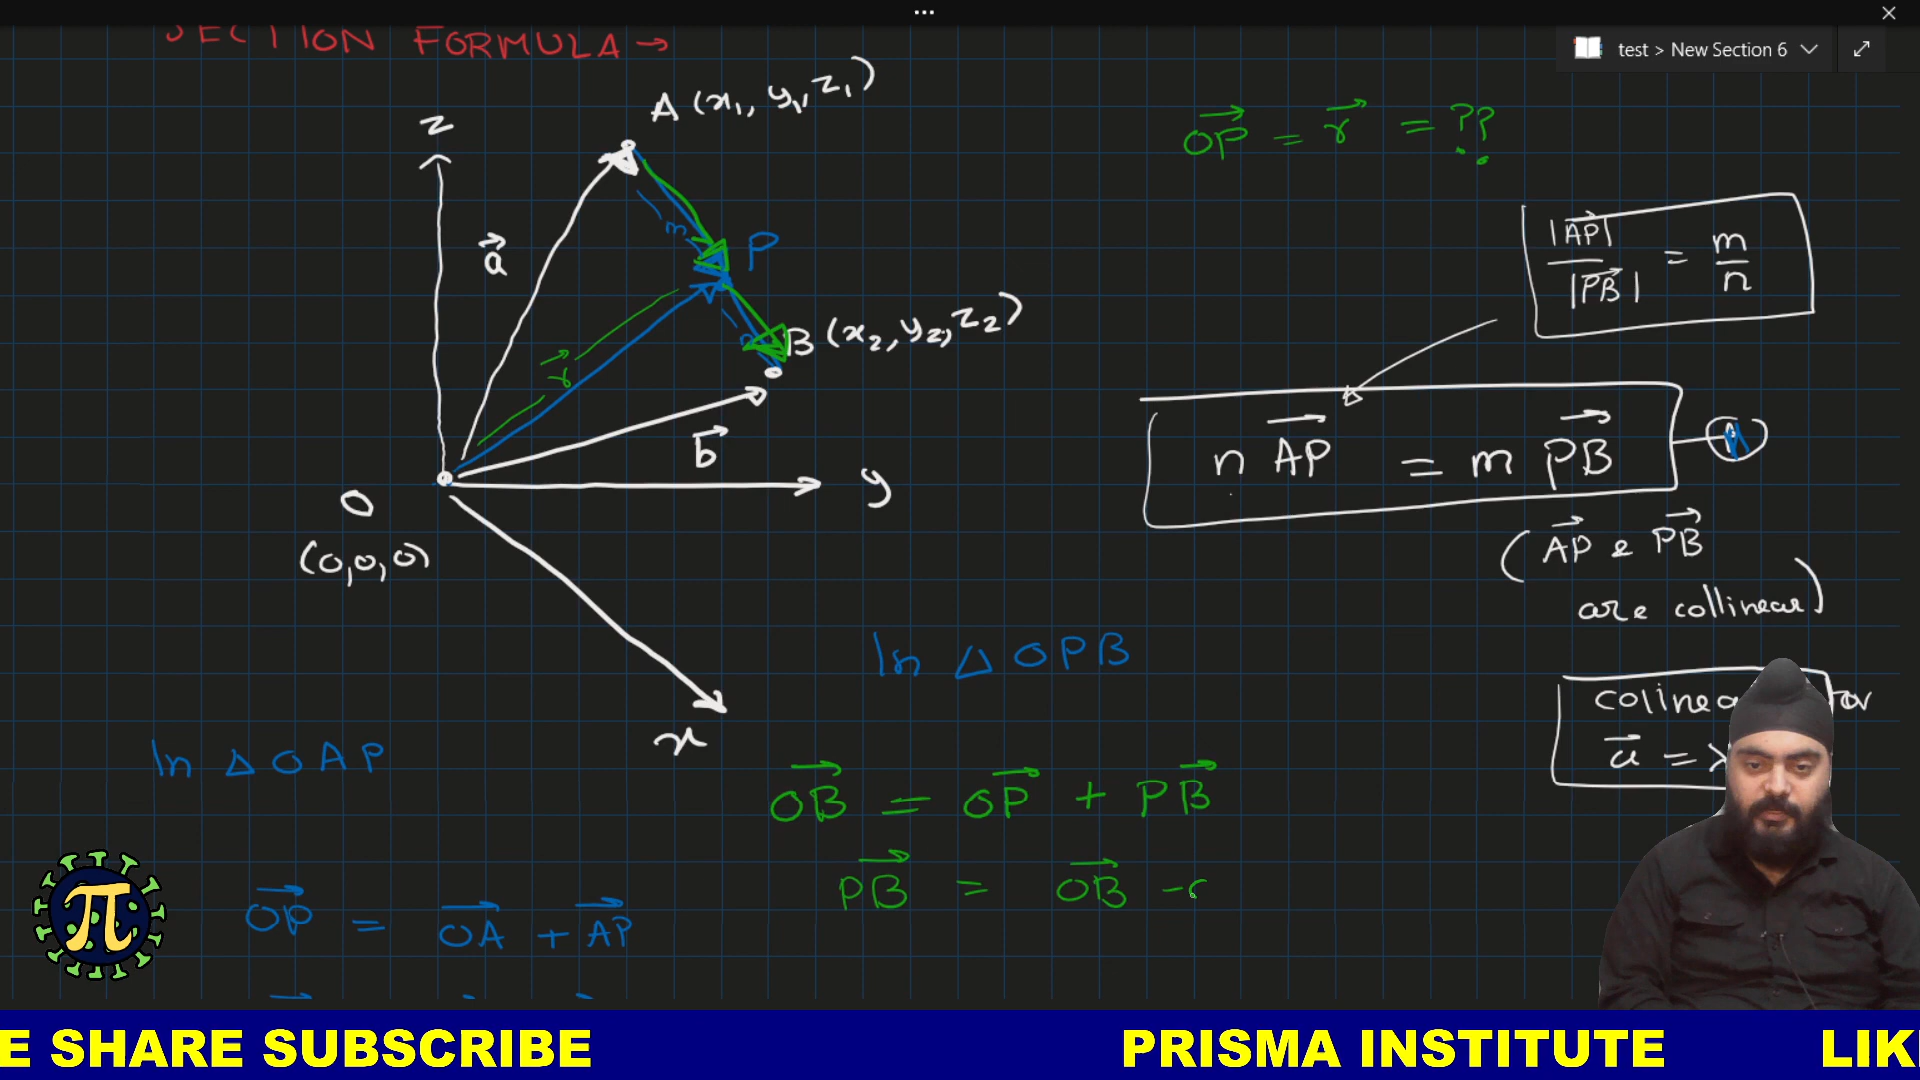 ...
test > New Section 6
SECTION FORMULA →
A (x₁, y₁, z₁)
z
→OP = →r = ??
|→AP| / |→PB| = m/n
→a
m
P
B (x₂, y₂, z₂)
n
→r
→b
n →AP = m →PB
y
O
(0,0,0)
(→AP & →PB
are collinear)
In △ OPB
x
→a = λ
In △ OAP
→OB = →OP + →PB
→PB = →OB -
→OP = →OA + →AP
π
E SHARE SUBSCRIBE PRISMA INSTITUTE LIK